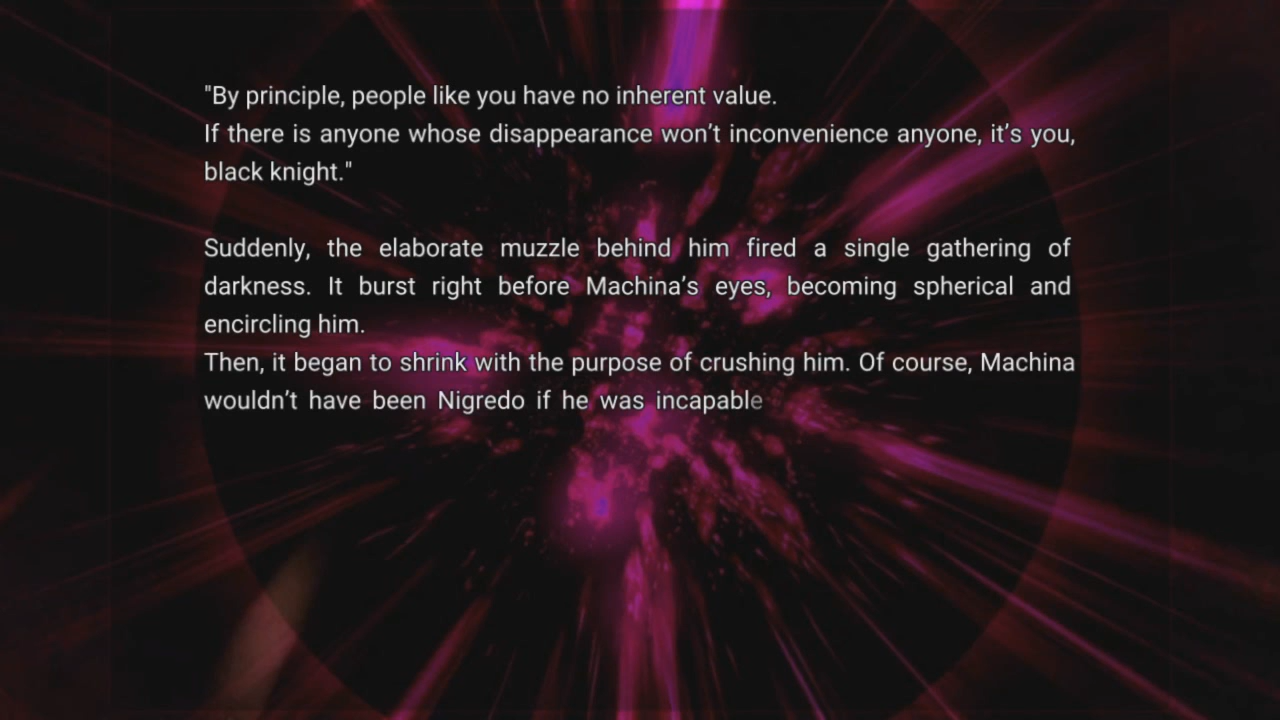 "By principle, people like you have no inherent value.
If there is anyone whose disappearance won’t inconvenience anyone, it’s you,
black knight."
Suddenly, the elaborate muzzle behind him fired a single gathering of
darkness. It burst right before Machina’s eyes, becoming spherical and
encircling him.
Then, it began to shrink with the purpose of crushing him. Of course, Machina
wouldn’t have been Nigredo if he was incapable